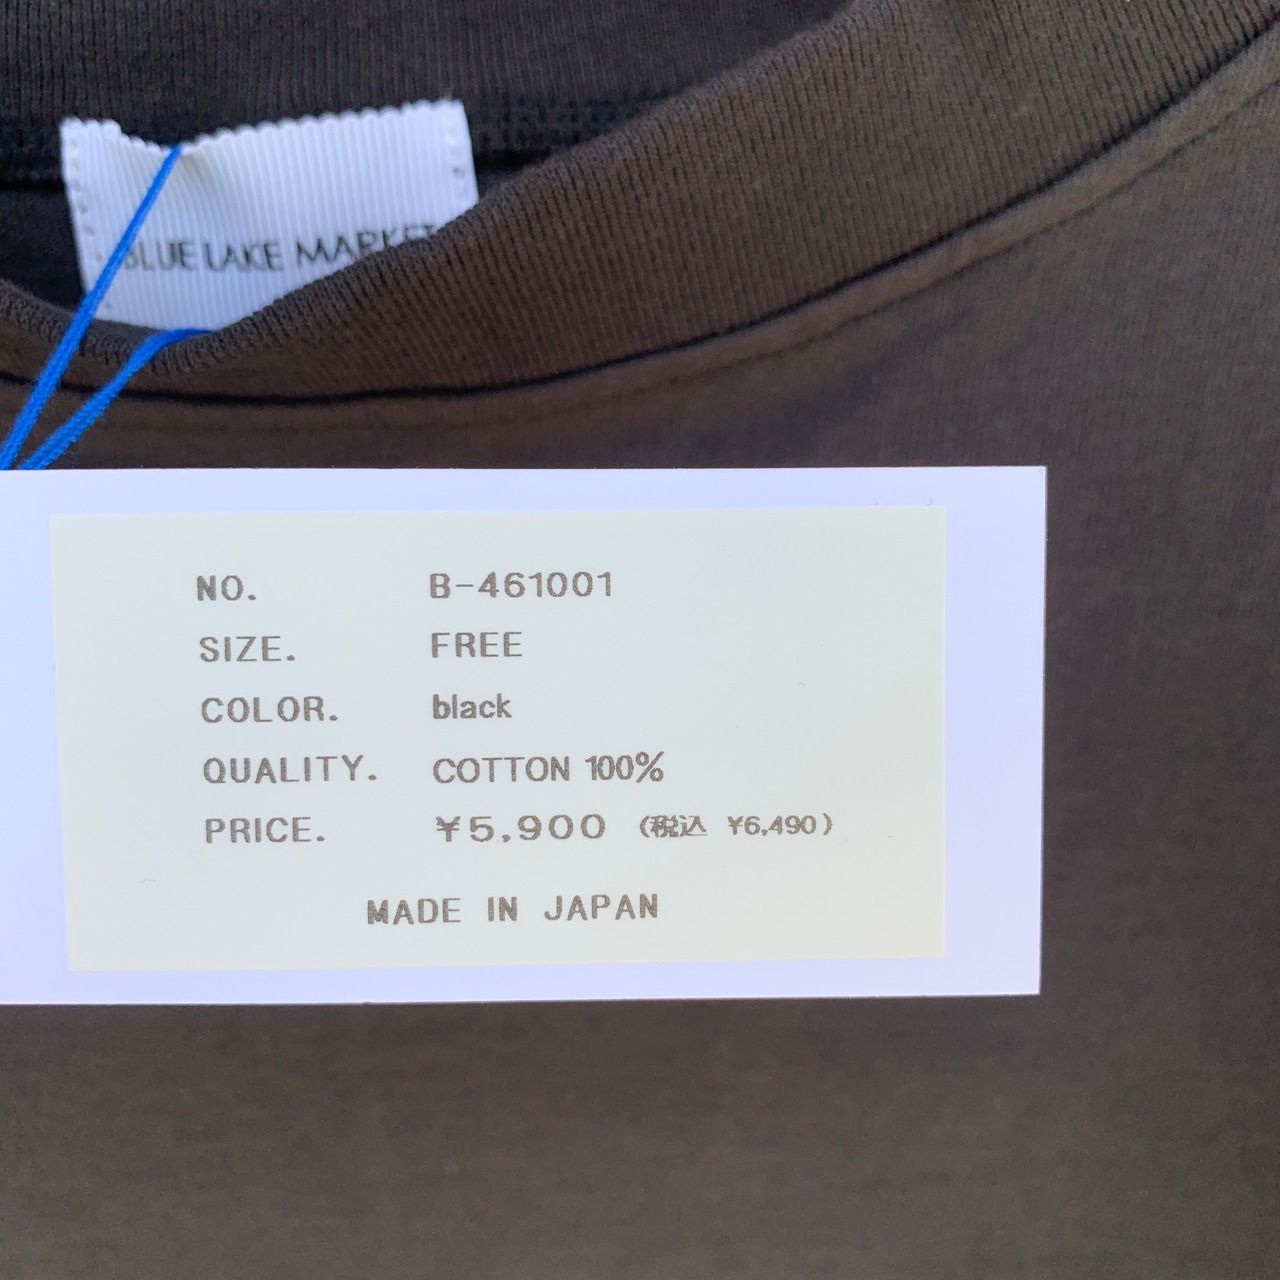 BLUE LAKE MARKET
NO. B-461001
SIZE. FREE
COLOR. black
QUALITY. COTTON 100%
PRICE. ¥5,900 (税込 ¥6,490)
MADE IN JAPAN